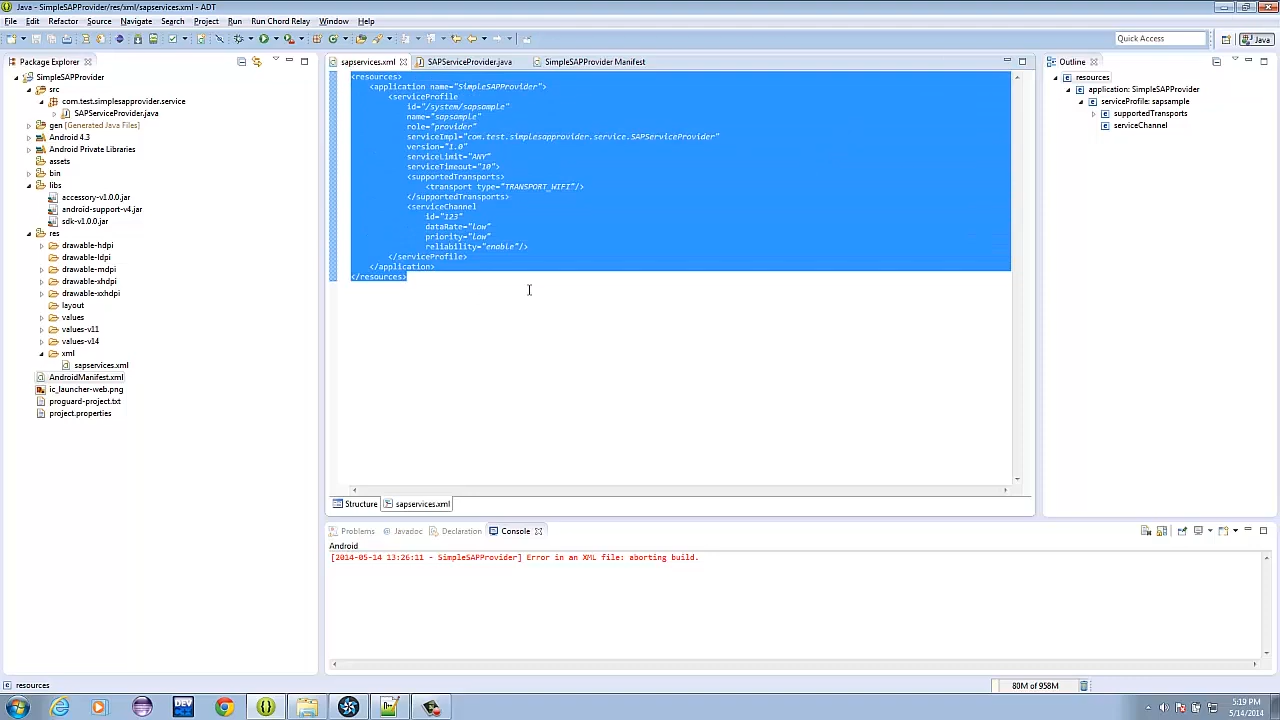 Java - SimpleSAPProvider/res/xml/sapservices.xml - ADT
File Edit Refactor Source Navigate Search Project Run Run Chord Relay Window Help
Quick Access
Java
Package Explorer
SimpleSAPProvider
src
com.test.simplesapprovider.service
SAPServiceProvider.java
gen [Generated Java Files]
Android 4.3
Android Private Libraries
assets
bin
libs
accessory-v1.0.0.jar
android-support-v4.jar
sdk-v1.0.0.jar
res
drawable-hdpi
drawable-ldpi
drawable-mdpi
drawable-xhdpi
drawable-xxhdpi
layout
values
values-v11
values-v14
xml
sapservices.xml
AndroidManifest.xml
ic_launcher-web.png
proguard-project.txt
project.properties
sapservices.xml SAPServiceProvider.java SimpleSAPProvider Manifest
<resources>
<application name="SimpleSAPProvider">
<serviceProfile
id="/system/sapsample"
name="sapsample"
role="provider"
serviceImpl="com.test.simplesapprovider.service.SAPServiceProvider"
version="1.0"
serviceLimit="ANY"
serviceTimeout="10">
<supportedTransports>
<transport type="TRANSPORT_WIFI"/>
</supportedTransports>
<serviceChannel
id="123"
dataRate="low"
priority="low"
reliability="enable"/>
</serviceProfile>
</application>
</resources>
Structure sapservices.xml
Outline
resources
application: SimpleSAPProvider
serviceProfile: sapsample
supportedTransports
serviceChannel
Problems Javadoc Declaration Console
Android
[2014-05-14 13:26:11 - SimpleSAPProvider] Error in an XML file: aborting build.
resources
80M of 958M
DEV
5:19 PM
5/14/2014